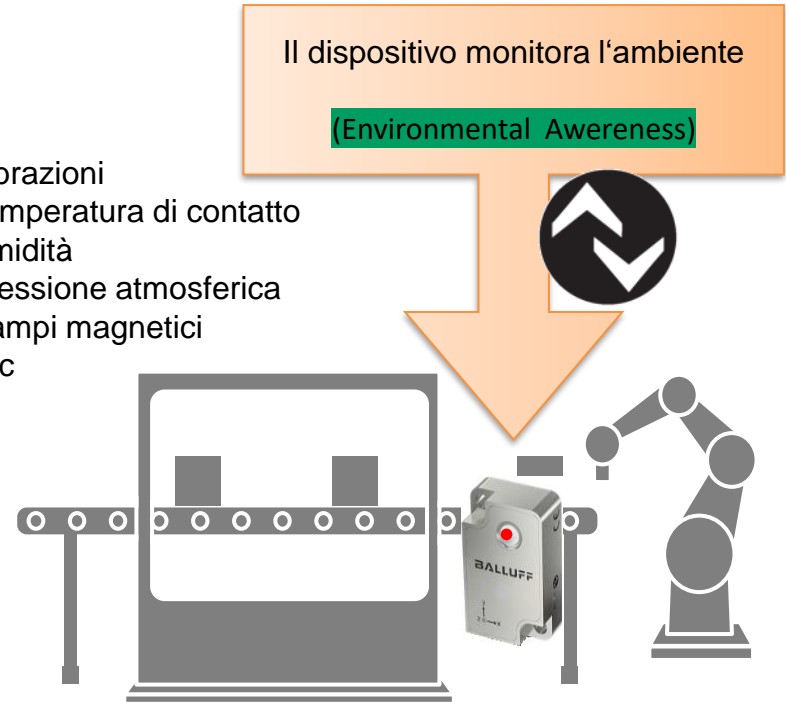 Il dispositivo monitora l‘ambiente
(Environmental Awereness)
orazioni
mperatura di contatto
midità
essione atmosferica
ampi magnetici
c
BALLUFF